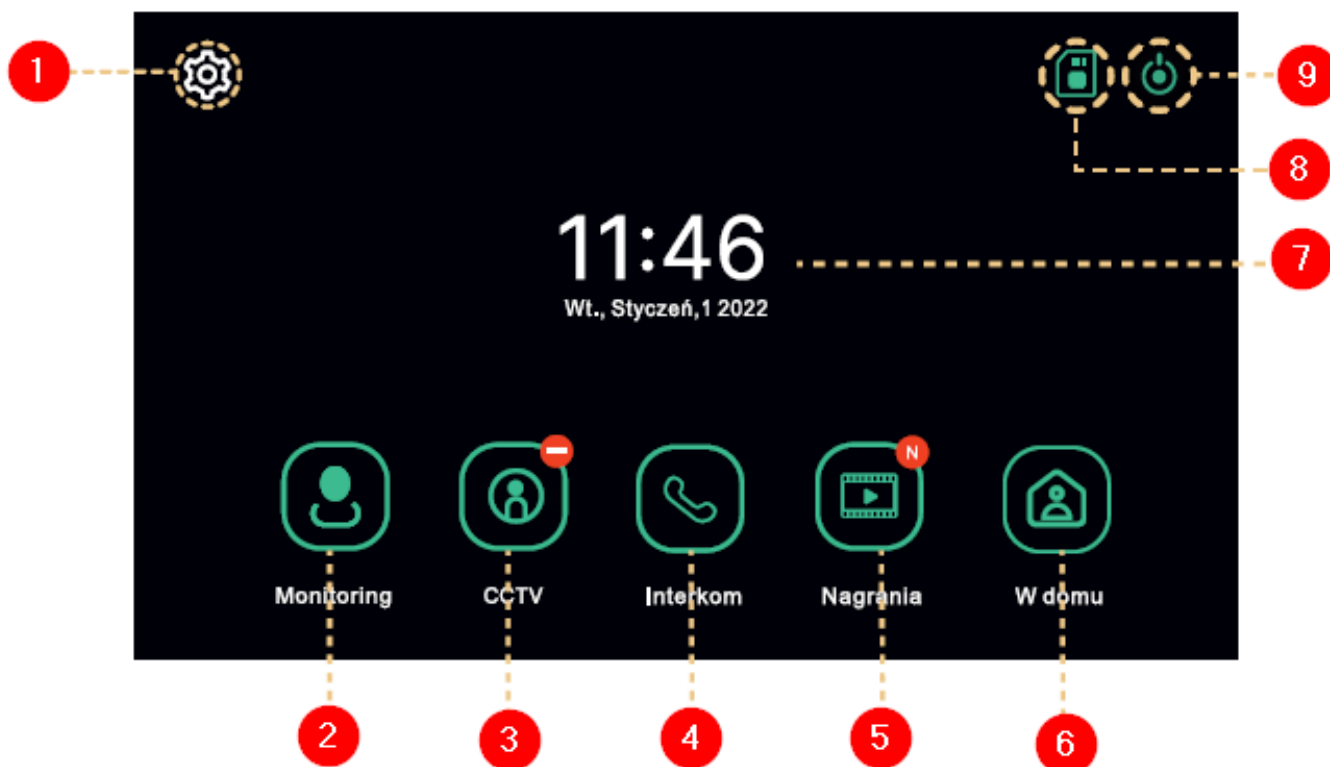 1
9
8
11:46
7
Wt., Styczeń,1 2022
N
Monitoring
CCTV
Interkom
Nagrania
W domu
2
3
4
5
6